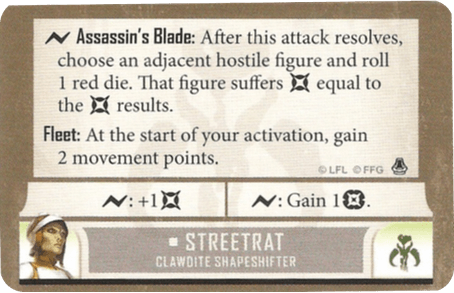 Assassin's Blade: After this attack resolves,
choose an adjacent hostile figure and roll
1 red die. That figure suffers equal to
the results.
Fleet: At the start of your activation, gain
2 movement points.
© LFL © FFG
: +1
: Gain 1 .
STREETRAT
CLAWDITE SHAPESHIFTER